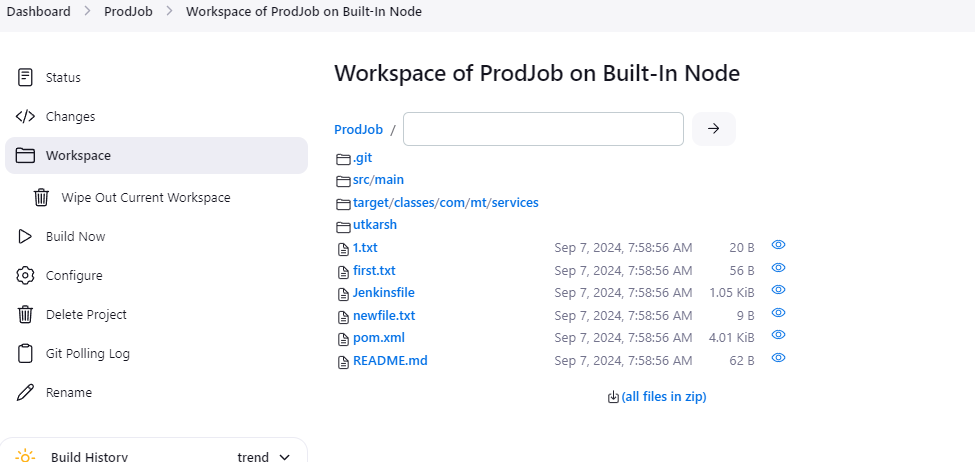 Dashboard > ProdJob > Workspace of ProdJob on Built-In Node
Status
Changes
Workspace
Wipe Out Current Workspace
Build Now
Configure
Delete Project
Git Polling Log
Rename
Build History trend
Workspace of ProdJob on Built-In Node
ProdJob /
.git
src/main
target/classes/com/mt/services
utkarsh
1.txt Sep 7, 2024, 7:58:56 AM 20 B
first.txt Sep 7, 2024, 7:58:56 AM 56 B
Jenkinsfile Sep 7, 2024, 7:58:56 AM 1.05 KiB
newfile.txt Sep 7, 2024, 7:58:56 AM 9 B
pom.xml Sep 7, 2024, 7:58:56 AM 4.01 KiB
README.md Sep 7, 2024, 7:58:56 AM 62 B
(all files in zip)